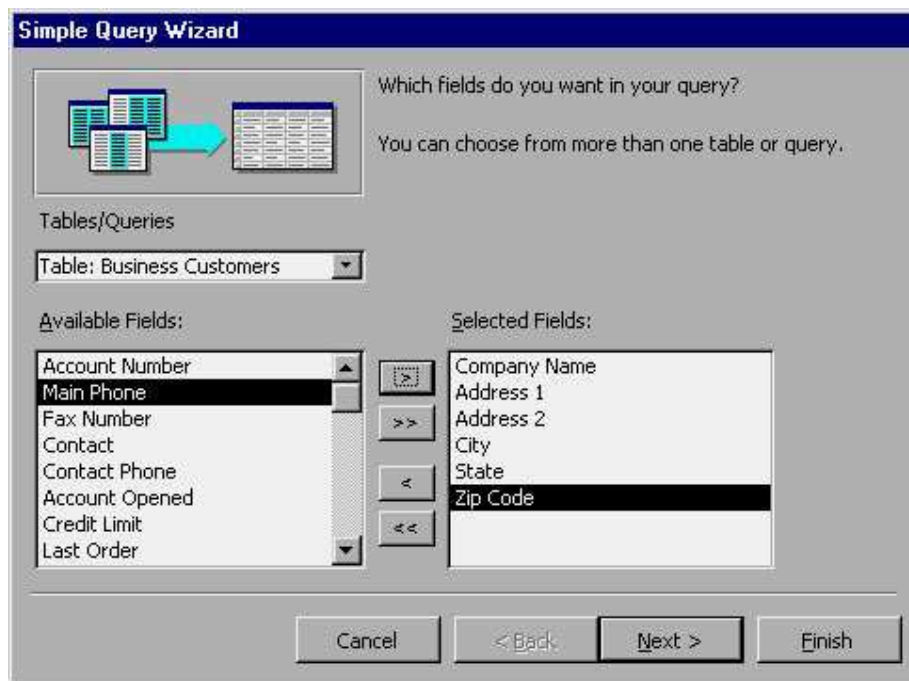 Simple Query Wizard
Which fields do you want in your query?
You can choose from more than one table or query.
Tables/Queries
Table: Business Customers
Available Fields:
Selected Fields:
Account Number
Main Phone
Fax Number
Contact
Contact Phone
Account Opened
Credit Limit
Last Order
>
>>
<
<<
Company Name
Address 1
Address 2
City
State
Zip Code
Cancel
< Back
Next >
Finish